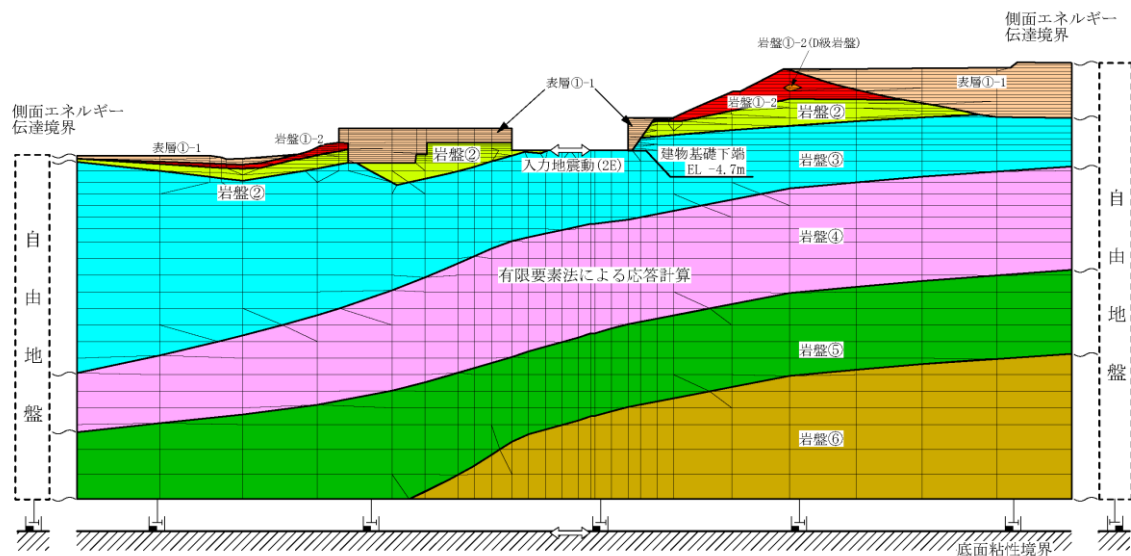 側面エネルギー
伝達境界
岩盤①-2(D級岩盤)
表層①-1
表層①-1
岩盤①-2
岩盤②
側面エネルギー
伝達境界
岩盤①-2
表層①-1
岩盤②
岩盤②
入力地震動(2E)
建物基礎下端
EL -4.7m
岩盤③
岩盤④
有限要素法による応答計算
岩盤⑤
岩盤⑥
自由地盤
自由地盤
底面粘性境界